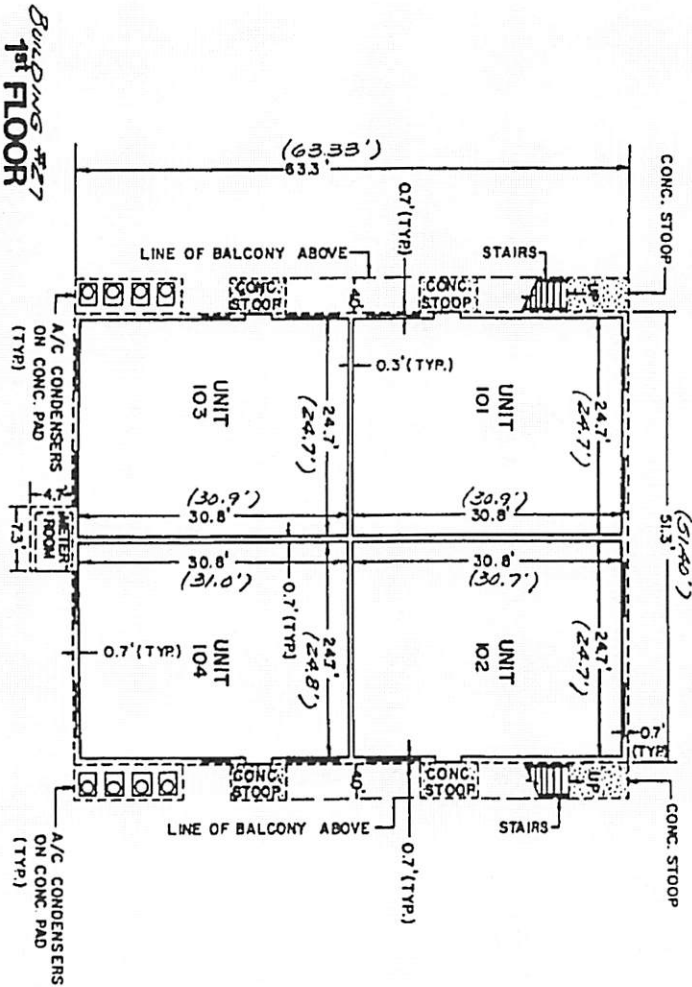 BUILDING #27
1st FLOOR
(63.33')
63.3'
CONC. STOOP
0.7' (TYP.)
LINE OF BALCONY ABOVE
STAIRS
CONC.
STOOP
4.0'
CONC.
STOOP
UP
A/C CONDENSERS
ON CONC. PAD
(TYP.)
0.3' (TYP.)
UNIT
103
24.7'
(24.7')
UNIT
101
24.7'
(24.7')
(30.9')
30.8'
(30.9')
30.8'
51.3'
(51.40')
4.7'
7.3'
METER
ROOM
30.8'
(31.0')
30.8'
(30.7')
0.7' (TYP.)
UNIT
104
24.7'
(24.8')
UNIT
102
24.7'
(24.7')
0.7' (TYP.)
0.7'
(TYP.)
CONC.
STOOP
4.0'
CONC.
STOOP
UP
LINE OF BALCONY ABOVE
STAIRS
CONC. STOOP
0.7' (TYP.)
A/C CONDENSERS
ON CONC. PAD
(TYP.)